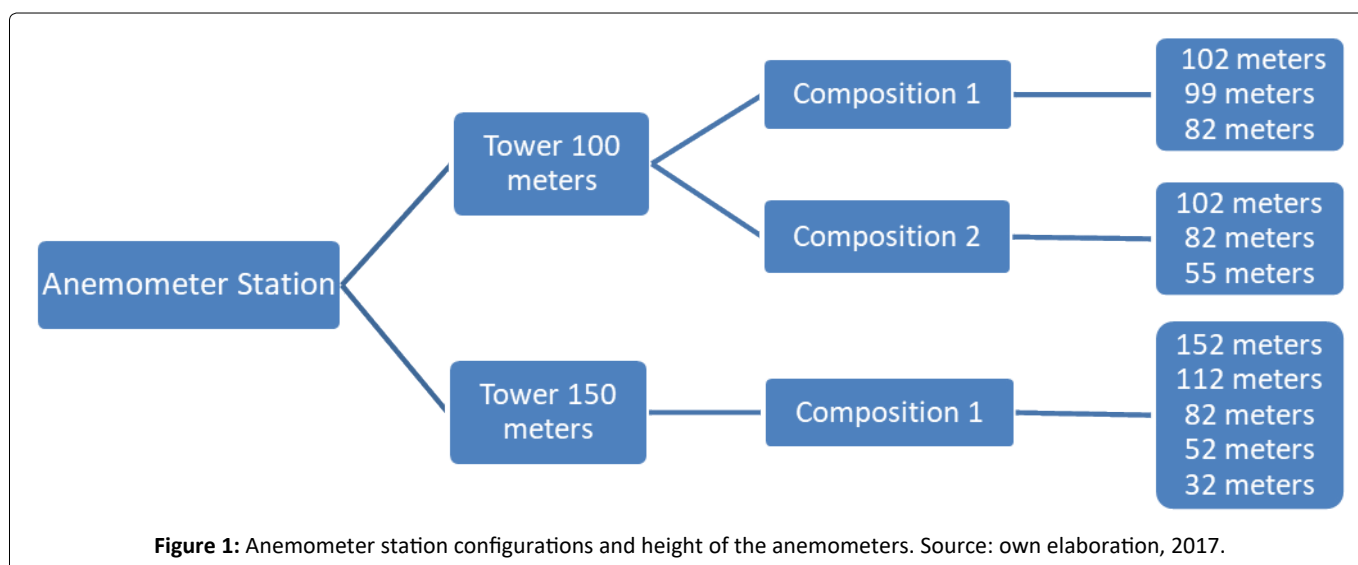 Anemometer Station
Tower 100
meters
Composition 1
102 meters
99 meters
82 meters
Composition 2
102 meters
82 meters
55 meters
Tower 150
meters
Composition 1
152 meters
112 meters
82 meters
52 meters
32 meters
Figure 1: Anemometer station configurations and height of the anemometers. Source: own elaboration, 2017.